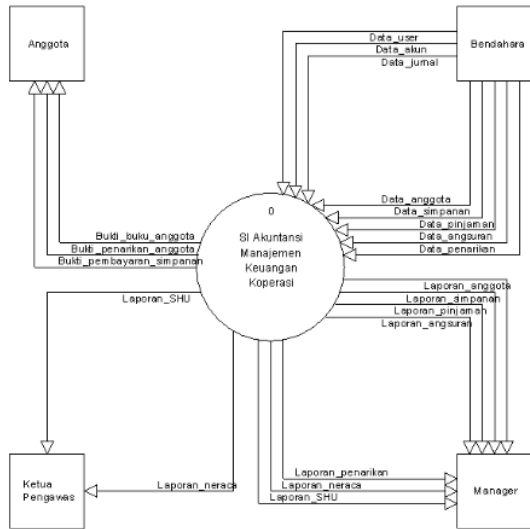 Anggota
Bendahara
Data_user
Data_akun
Data_jurnal
Data_anggota
Data_simpanan
Data_pinjaman
Data_angsuran
Data_penarikan
0
SI Akuntansi
Manajemen
Keuangan
Koperasi
Bukti_buku_anggota
Bukti_penarikan_anggota
Bukti_pembayaran_simpanan
Laporan_SHU
Laporan_anggota
Laporan_simpanan
Laporan_pinjaman
Laporan_angsuran
Ketua
Pengawas
Laporan_neraca
Laporan_penarikan
Laporan_neraca
Laporan_SHU
Manager